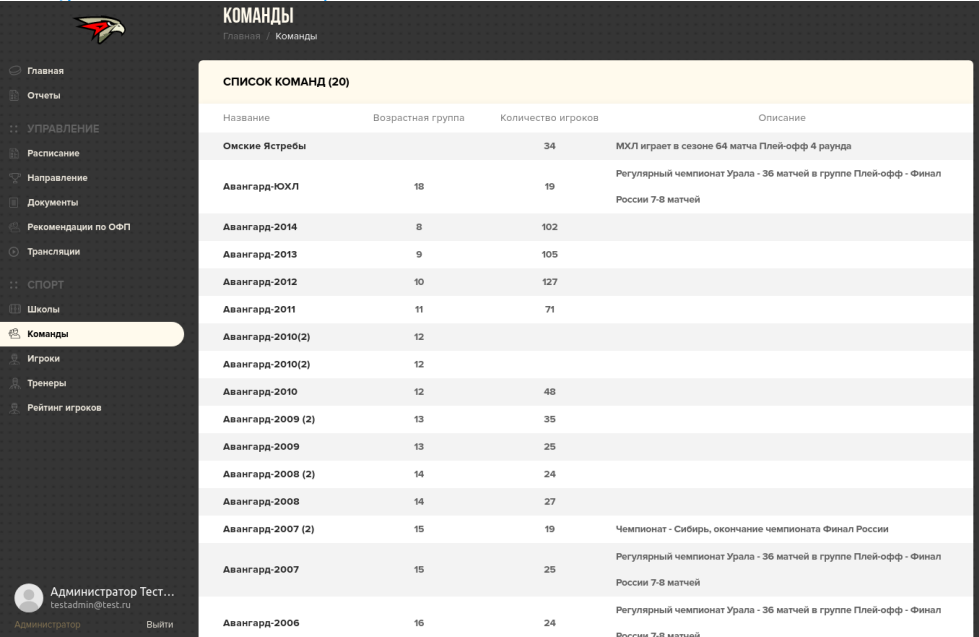 КОМАНДЫ
Главная / Команды
Главная
Отчеты
УПРАВЛЕНИЕ
Расписание
Направление
Документы
Рекомендации по ОФП
Трансляции
СПОРТ
Школы
Команды
Игроки
Тренеры
Рейтинг игроков
Администратор Тест...
testadmin@test.ru
Администратор Выйти
СПИСОК КОМАНД (20)
Название Возрастная группа Количество игроков Описание
Омские Ястребы 34 МХЛ играет в сезоне 64 матча Плей-офф 4 раунда
Авангард-ЮХЛ 18 19 Регулярный чемпионат Урала - 36 матчей в группе Плей-офф - Финал
России 7-8 матчей
Авангард-2014 8 102
Авангард-2013 9 105
Авангард-2012 10 127
Авангард-2011 11 71
Авангард-2010(2) 12
Авангард-2010(2) 12
Авангард-2010 12 48
Авангард-2009 (2) 13 35
Авангард-2009 13 25
Авангард-2008 (2) 14 24
Авангард-2008 14 27
Авангард-2007 (2) 15 19 Чемпионат - Сибирь, окончание чемпионата Финал России
Авангард-2007 15 25 Регулярный чемпионат Урала - 36 матчей в группе Плей-офф - Финал
России 7-8 матчей
Авангард-2006 16 24 Регулярный чемпионат Урала - 36 матчей в группе Плей-офф - Финал
России 7-8 матчей